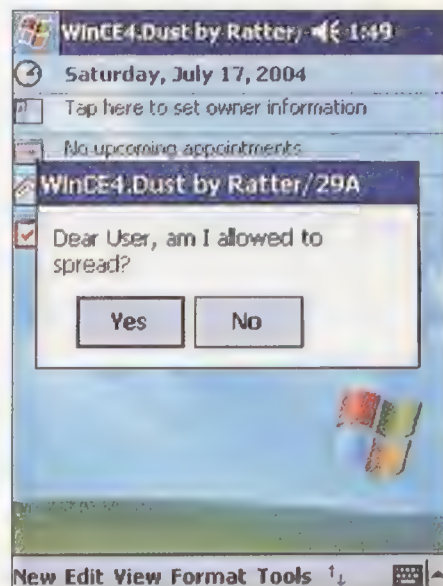 WinCE4.Dust by Ratter/ 1:49
Saturday, July 17, 2004
Tap here to set owner information
No upcoming appointments
WinCE4.Dust by Ratter/29A
Dear User, am I allowed to
spread?
Yes No
New Edit View Format Tools